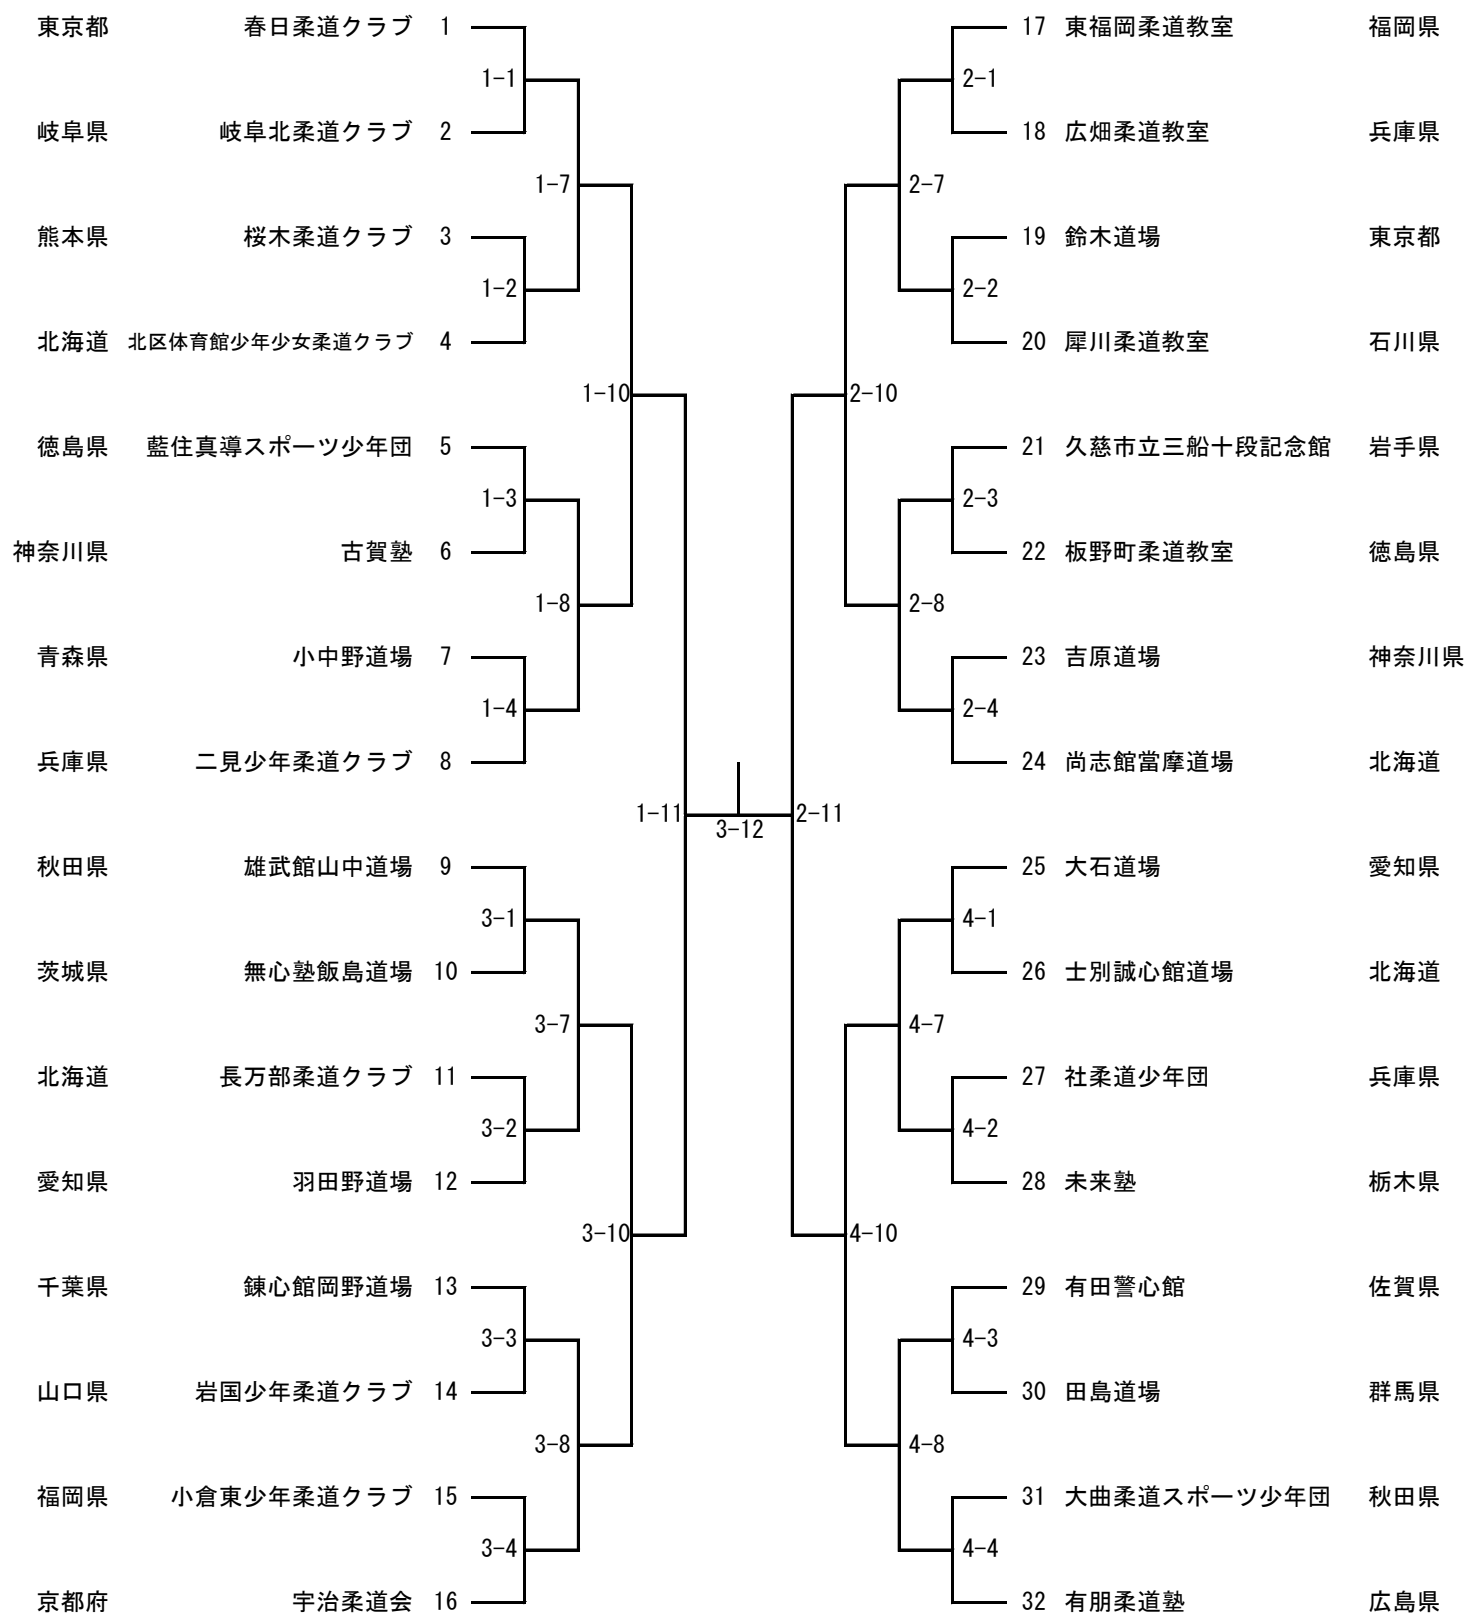 東京都 春日柔道クラブ 1 17 東福岡柔道教室 福岡県
1-1 2-1
岐阜県 岐阜北柔道クラブ 2 18 広畑柔道教室 兵庫県
1-7 2-7
熊本県 桜木柔道クラブ 3 19 鈴木道場 東京都
1-2 2-2
北海道 北区体育館少年少女柔道クラブ 4 20 犀川柔道教室 石川県
1-10 2-10
徳島県 藍住真導スポーツ少年団 5 21 久慈市立三船十段記念館 岩手県
1-3 2-3
神奈川県 古賀塾 6 22 板野町柔道教室 徳島県
1-8 2-8
青森県 小中野道場 7 23 吉原道場 神奈川県
1-4 2-4
兵庫県 二見少年柔道クラブ 8 24 尚志館當摩道場 北海道
1-11 2-11
3-12
秋田県 雄武館山中道場 9 25 大石道場 愛知県
3-1 4-1
茨城県 無心塾飯島道場 10 26 士別誠心館道場 北海道
3-7 4-7
北海道 長万部柔道クラブ 11 27 社柔道少年団 兵庫県
3-2 4-2
愛知県 羽田野道場 12 28 未来塾 栃木県
3-10 4-10
千葉県 錬心館岡野道場 13 29 有田警心館 佐賀県
3-3 4-3
山口県 岩国少年柔道クラブ 14 30 田島道場 群馬県
3-8 4-8
福岡県 小倉東少年柔道クラブ 15 31 大曲柔道スポーツ少年団 秋田県
3-4 4-4
京都府 宇治柔道会 16 32 有朋柔道塾 広島県